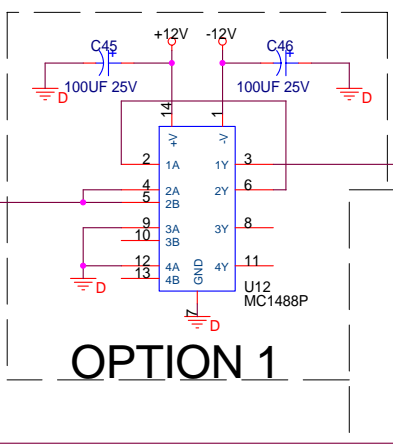 +12V -12V
C45 C46
100UF 25V 100UF 25V
D D
14 1
+V -V
2 1A 1Y 3
4 2A 2Y 6
5 2B
9 3A 3Y 8
10 3B
12 4A 4Y 11
13 4B
D
GND
U12
MC1488P
7
D
OPTION 1